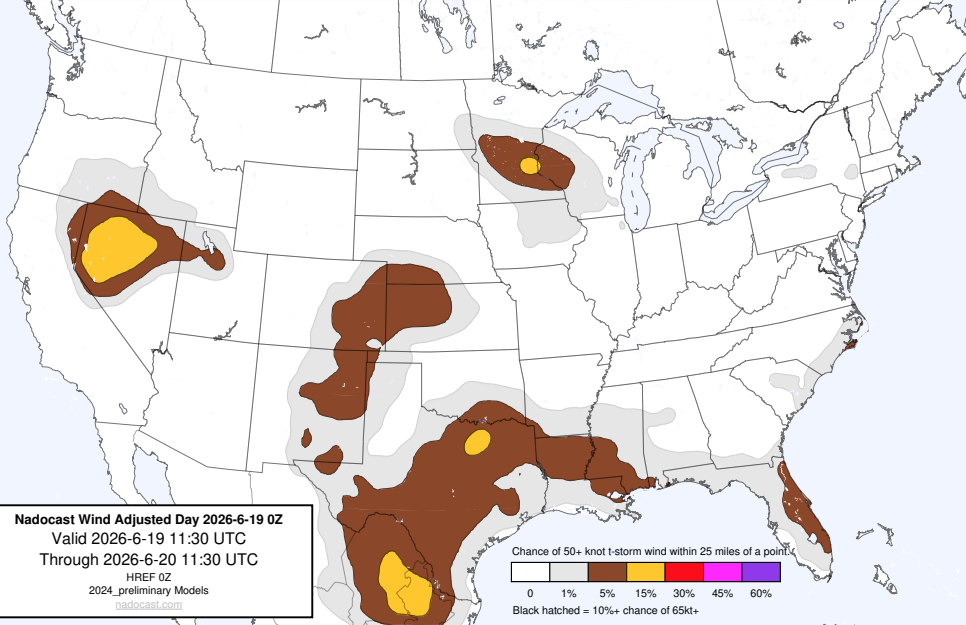 Nadocast Wind Adjusted Day 2026-6-19 0Z
Valid 2026-6-19 11:30 UTC
Through 2026-6-20 11:30 UTC
HREF 0Z
2024_preliminary Models
nadocast.com
Chance of 50+ knot t-storm wind within 25 miles of a point.
0 1% 5% 15% 30% 45% 60%
Black hatched = 10%+ chance of 65kt+